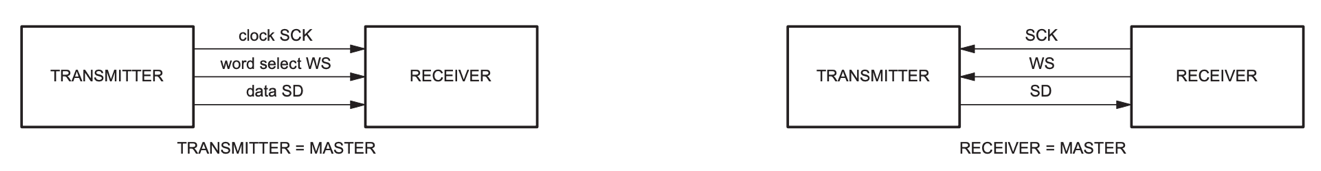 clock SCK
TRANSMITTER
word select WS
RECEIVER
data SD
TRANSMITTER = MASTER
SCK
TRANSMITTER
WS
RECEIVER
SD
RECEIVER = MASTER